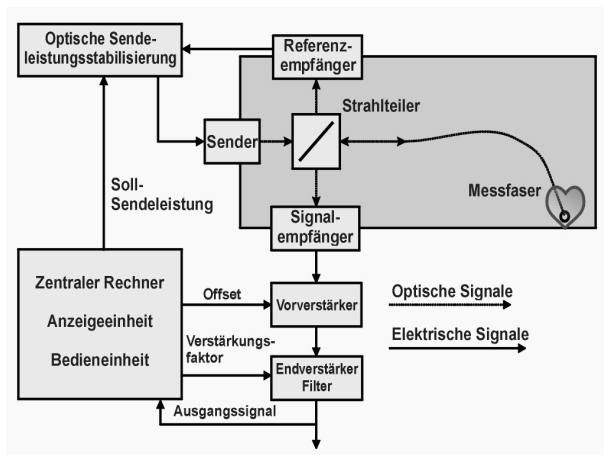 Optische Sende-
leistungsstabilisierung
Referenz-
empfänger
Strahlteiler
Sender
Messfaser
Soll-
Sendeleistung
Signal-
empfänger
Zentraler Rechner
Anzeigeeinheit
Bedieneinheit
Offset
Vorverstärker
Verstärkungs-
faktor
Endverstärker
Filter
Ausgangssignal
Optische Signale
Elektrische Signale